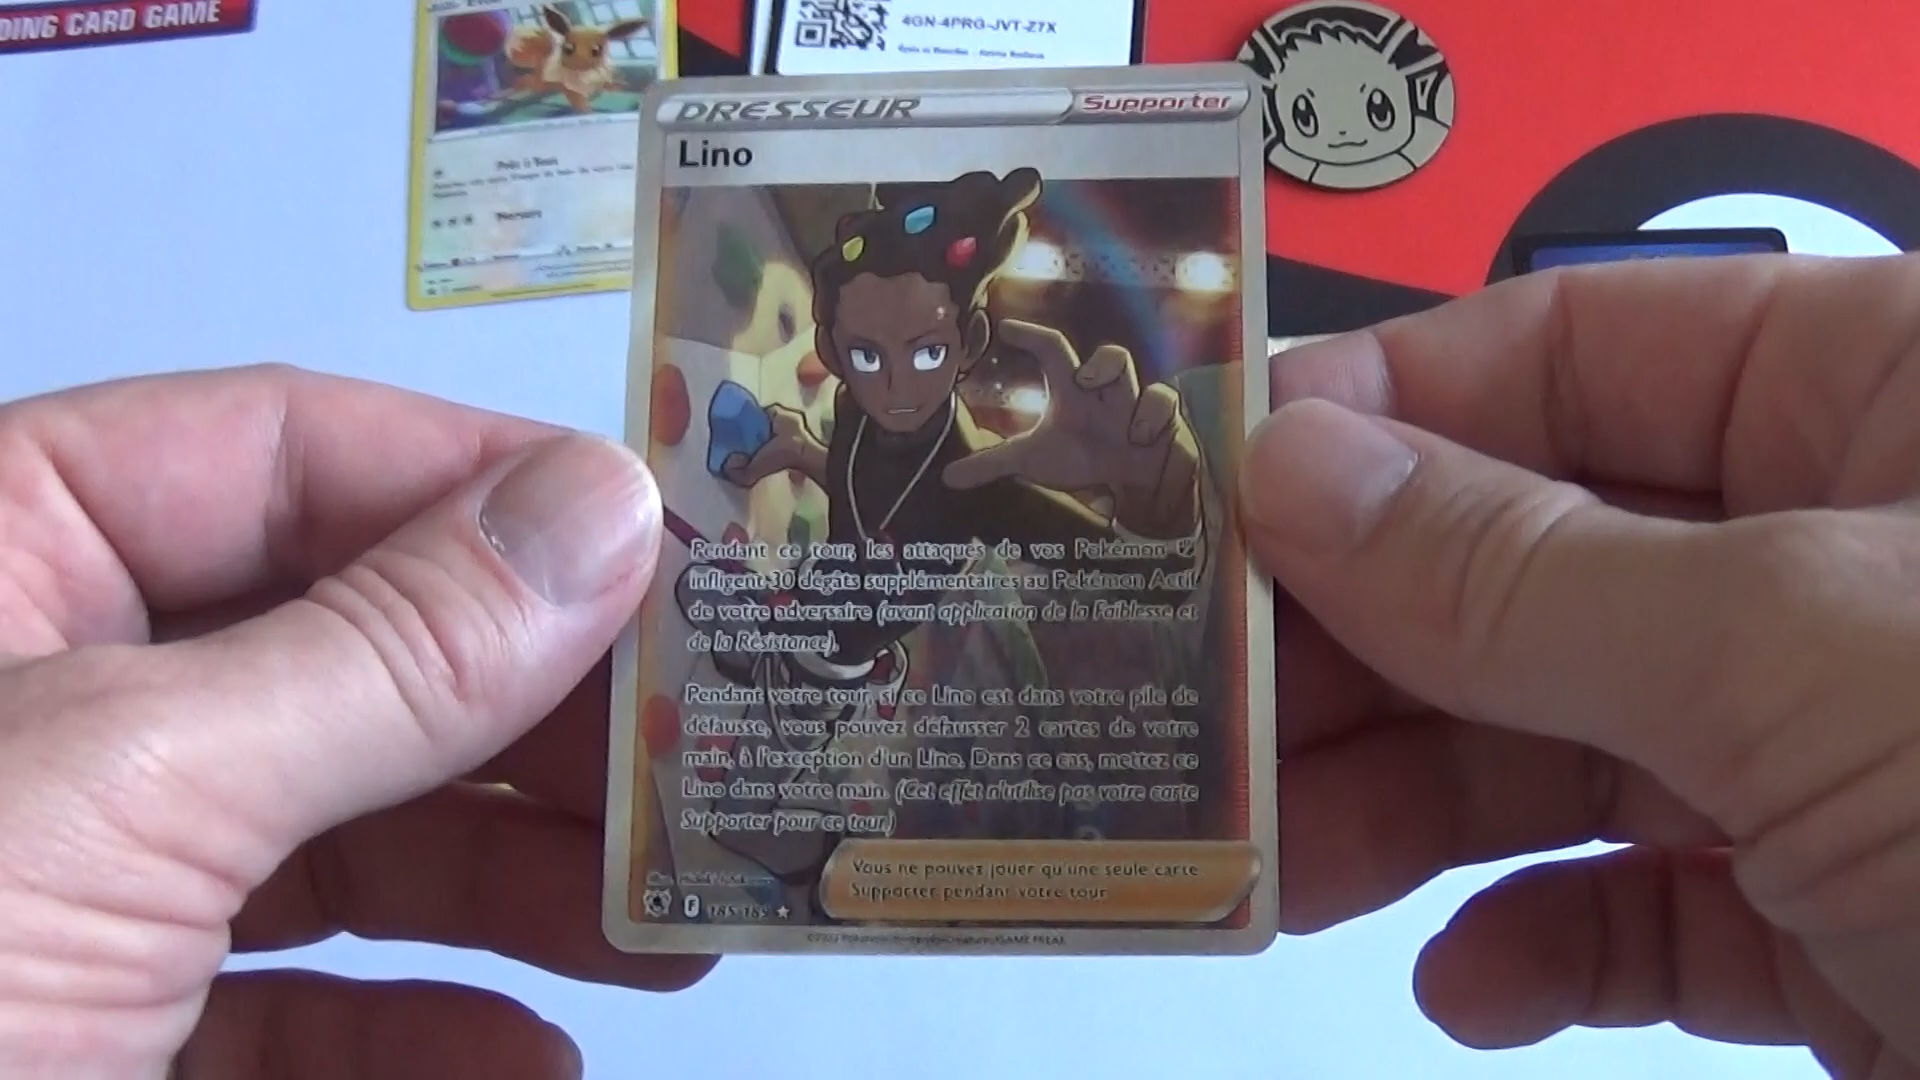 DING CARD GAME
4GN-4PRG-JVT-Z7X
DRESSEUR
Supporter
Lino
Pendant ce tour, les attaques de vos Pokémon
infligent 30 dégâts supplémentaires au Pokémon Actif
de votre adversaire (avant application de la Faiblesse et
de la Résistance).
Pendant votre tour, si ce Lino est dans votre pile de
défausse, vous pouvez défausser 2 cartes de votre
main, à l'exception d'un Lino. Dans ce cas, mettez ce
Lino dans votre main. (Cet effet n'utilise pas votre carte
Supporter pour ce tour.)
Vous ne pouvez jouer qu'une seule carte
Supporter pendant votre tour.
F 185/189